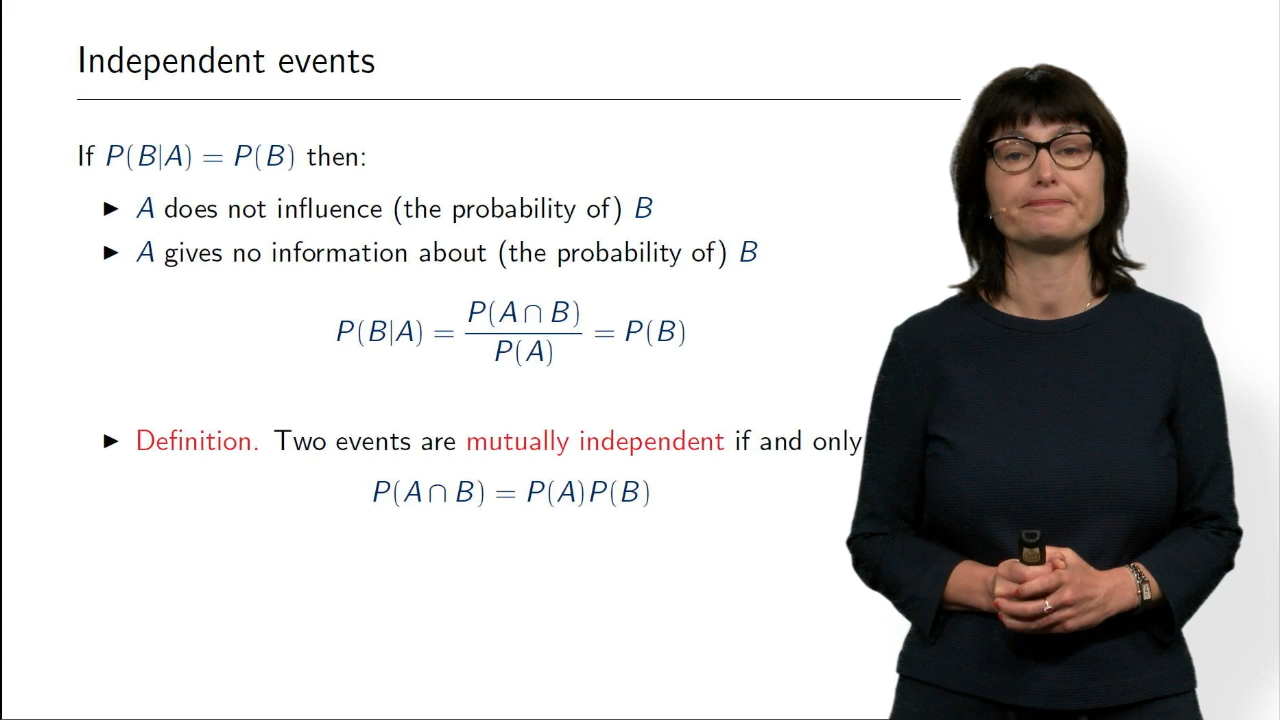 Independent events
If P(B|A) = P(B) then:
▶ A does not influence (the probability of) B
▶ A gives no information about (the probability of) B
P(B|A) = P(A ∩ B) / P(A) = P(B)
▶ Definition. Two events are mutually independent if and only
P(A ∩ B) = P(A)P(B)